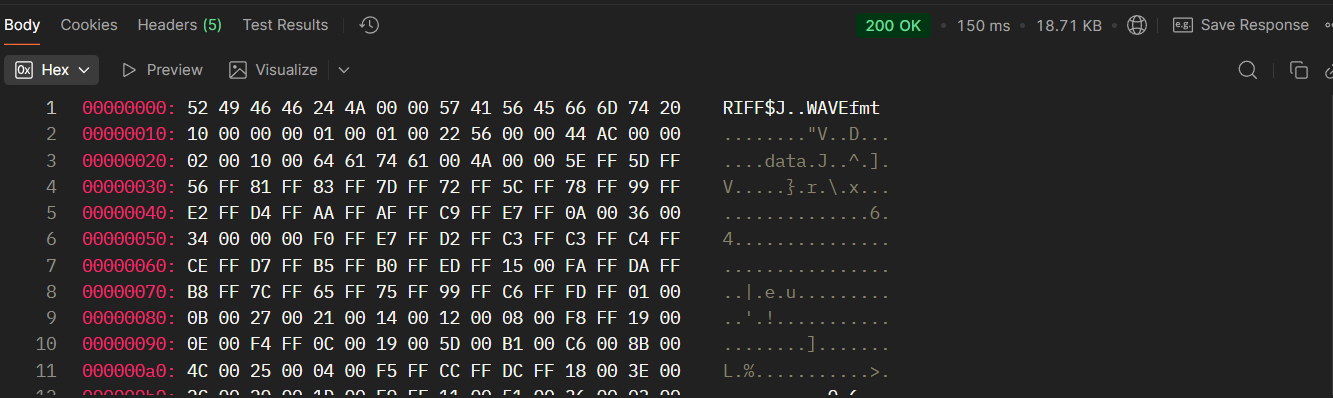 Body Cookies Headers (5) Test Results 200 OK • 150 ms • 18.71 KB • e.g. Save Response
0x Hex Preview Visualize
1 00000000: 52 49 46 46 24 4A 00 00 57 41 56 45 66 6D 74 20 RIFF$J..WAVEfmt
2 00000010: 10 00 00 00 01 00 01 00 22 56 00 00 44 AC 00 00 ........"V..D...
3 00000020: 02 00 10 00 64 61 74 61 00 4A 00 00 5E FF 5D FF ....data.J..^.].
4 00000030: 56 FF 81 FF 83 FF 7D FF 72 FF 5C FF 78 FF 99 FF V.....}.r.\.x...
5 00000040: E2 FF D4 FF AA FF AF FF C9 FF E7 FF 0A 00 36 00 ..............6.
6 00000050: 34 00 00 00 F0 FF E7 FF D2 FF C3 FF C3 FF C4 FF 4...............
7 00000060: CE FF D7 FF B5 FF B0 FF ED FF 15 00 FA FF DA FF ................
8 00000070: B8 FF 7C FF 65 FF 75 FF 99 FF C6 FF FD FF 01 00 ..|.e.u.........
9 00000080: 0B 00 27 00 21 00 14 00 12 00 08 00 F8 FF 19 00 ..'.!...........
10 00000090: 0E 00 F4 FF 0C 00 19 00 5D 00 B1 00 C6 00 8B 00 ........].......
11 000000a0: 4C 00 25 00 04 00 F5 FF CC FF DC FF 18 00 3E 00 L.%...........>.